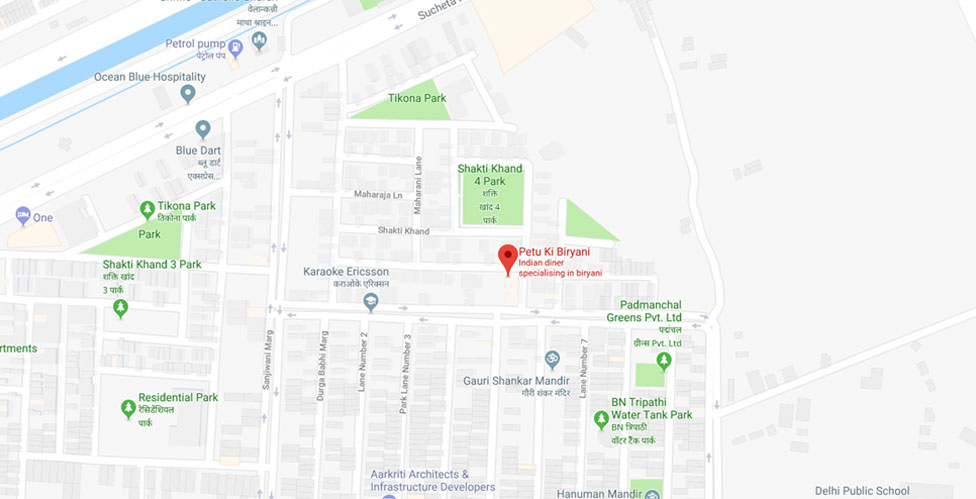 वेलान्कन्नी
माथा श्राइन...
Sucheta
Petrol pump
पेट्रोल पंप
Ocean Blue Hospitality
Tikona Park
Blue Dart
ब्लू डार्ट
एक्सप्रेस...
Maharani Lane
Shakti Khand
4 Park
शक्ति
खांड 4
पार्क
Maharaja Ln
Tikona Park
तिकोना पार्क
One
Park
Shakti Khand
Petu Ki Biryani
Indian diner
specialising in biryani
Shakti Khand 3 Park
शक्ति खांड
3 पार्क
Karaoke Ericsson
कराओके एरिक्सन
Padmanchal
Greens Pvt. Ltd
पद्मांचल
ग्रीन्स Pvt. Ltd
rtments
Sanjiwani Marg
Durga Babhi Marg
Lane Number 2
Park Lane Number 3
Lane Number 7
Gauri Shankar Mandir
गौरी शंकर मंदिर
Residential Park
रेसिडेंशियल
पार्क
BN Tripathi
Water Tank Park
BN त्रिपाठी
वॉटर टैंक पार्क
Aarkriti Architects &
Infrastructure Developers
Hanuman Mandir
Delhi Public School